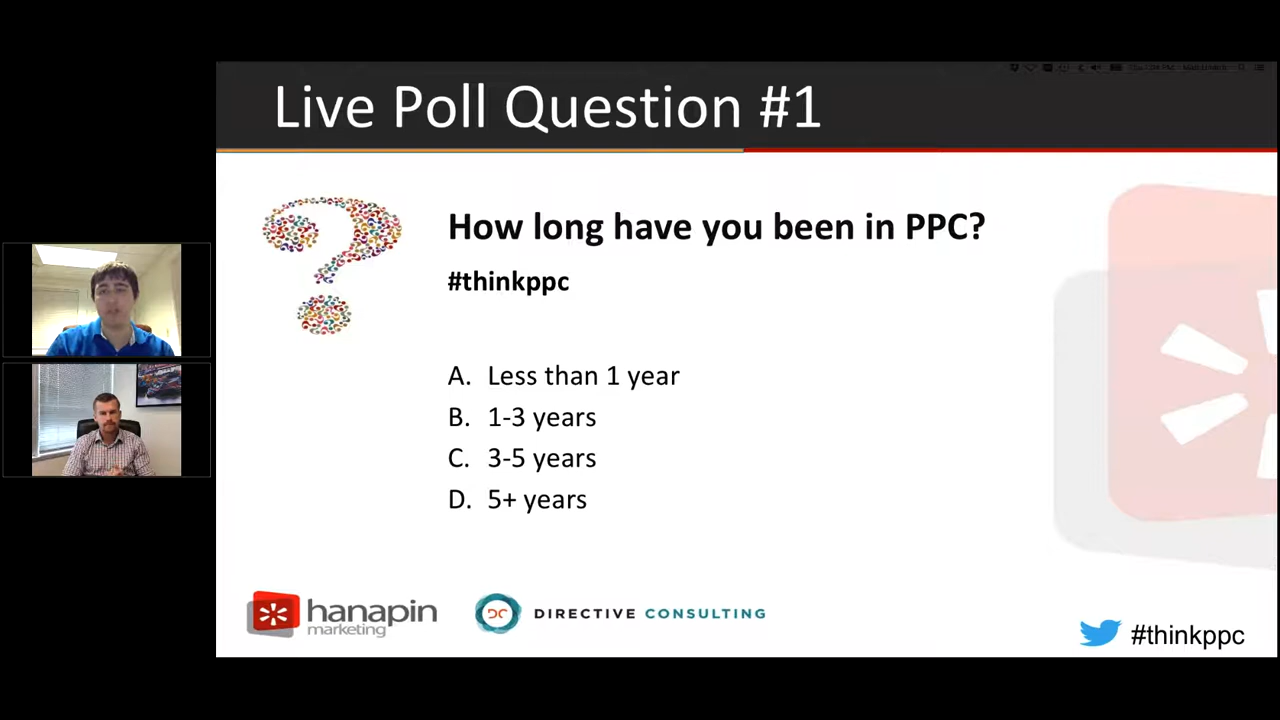 Live Poll Question #1
How long have you been in PPC?
#thinkppc
A. Less than 1 year
B. 1-3 years
C. 3-5 years
D. 5+ years
hanapin
marketing
DC DIRECTIVE CONSULTING
#thinkppc